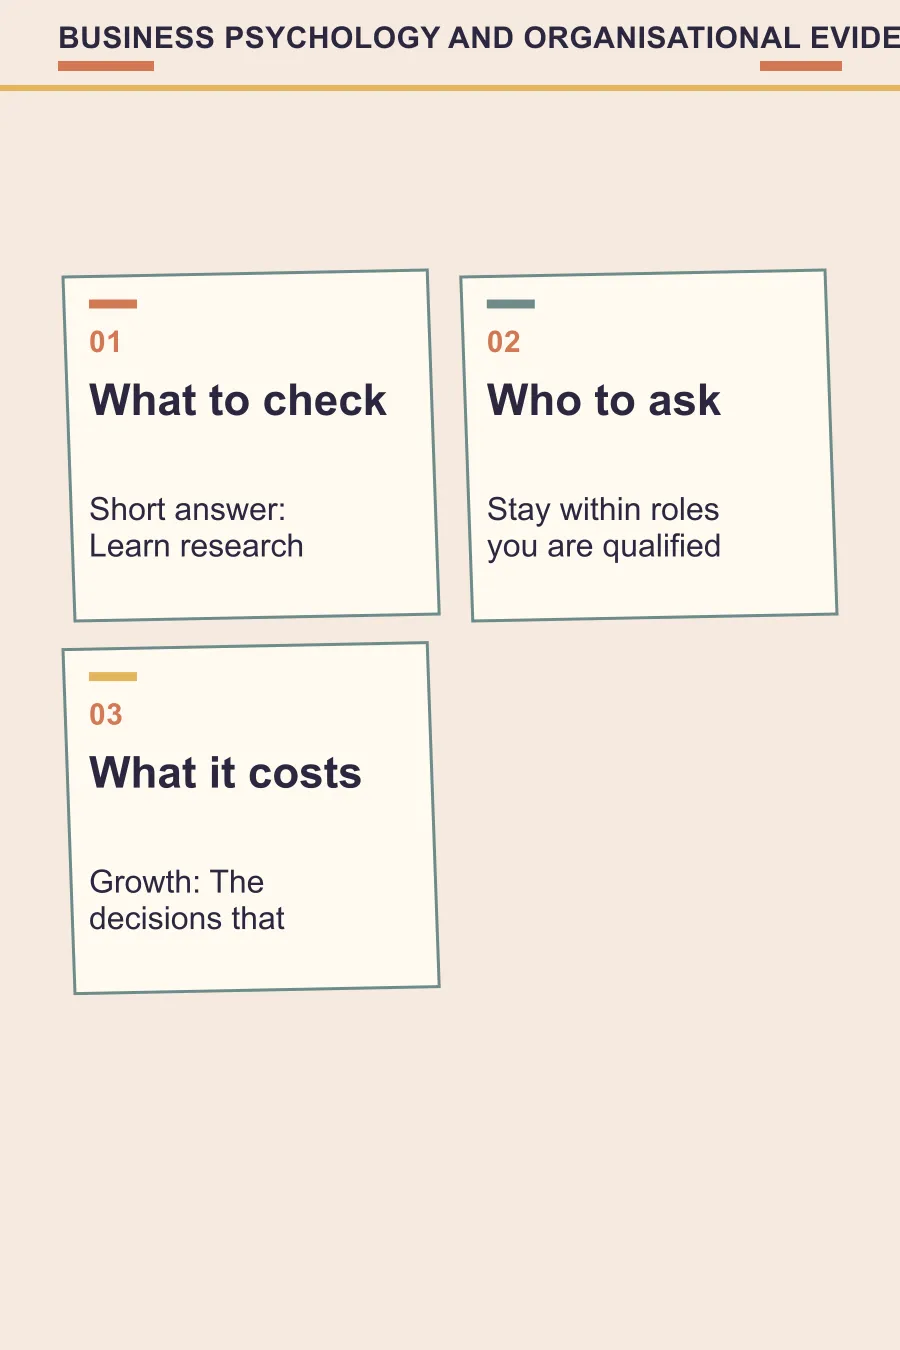 BUSINESS PSYCHOLOGY AND ORGANISATIONAL EVIDE
01
What to check
Short answer:
Learn research
02
Who to ask
Stay within roles
you are qualified
03
What it costs
Growth: The
decisions that